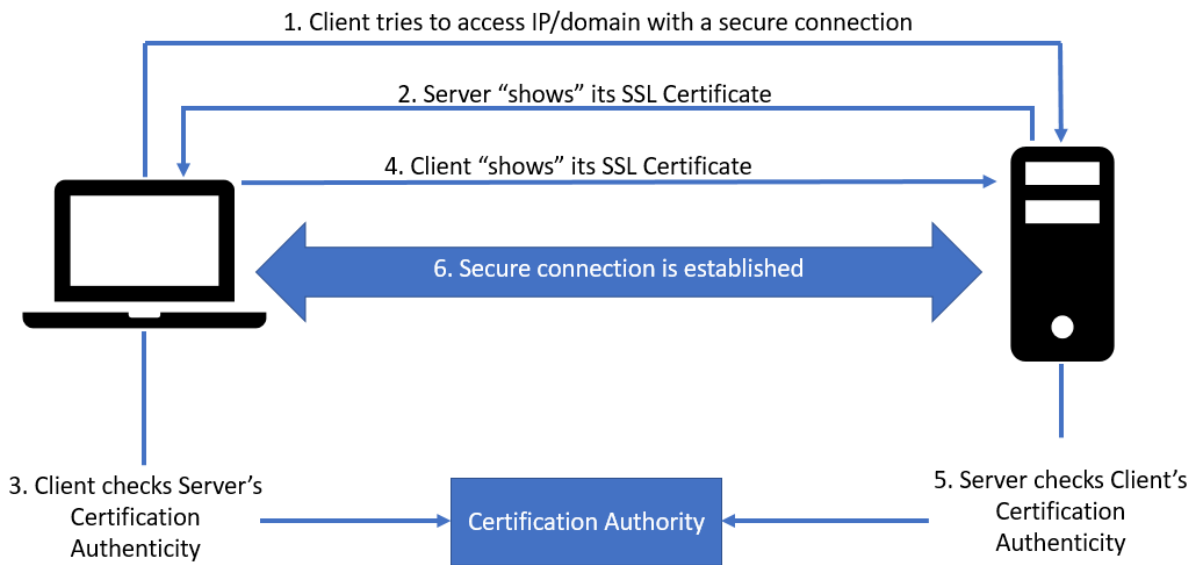 1. Client tries to access IP/domain with a secure connection
2. Server “shows” its SSL Certificate
4. Client “shows” its SSL Certificate
6. Secure connection is established
3. Client checks Server’s
Certification
Authenticity
Certification Authority
5. Server checks Client’s
Certification
Authenticity